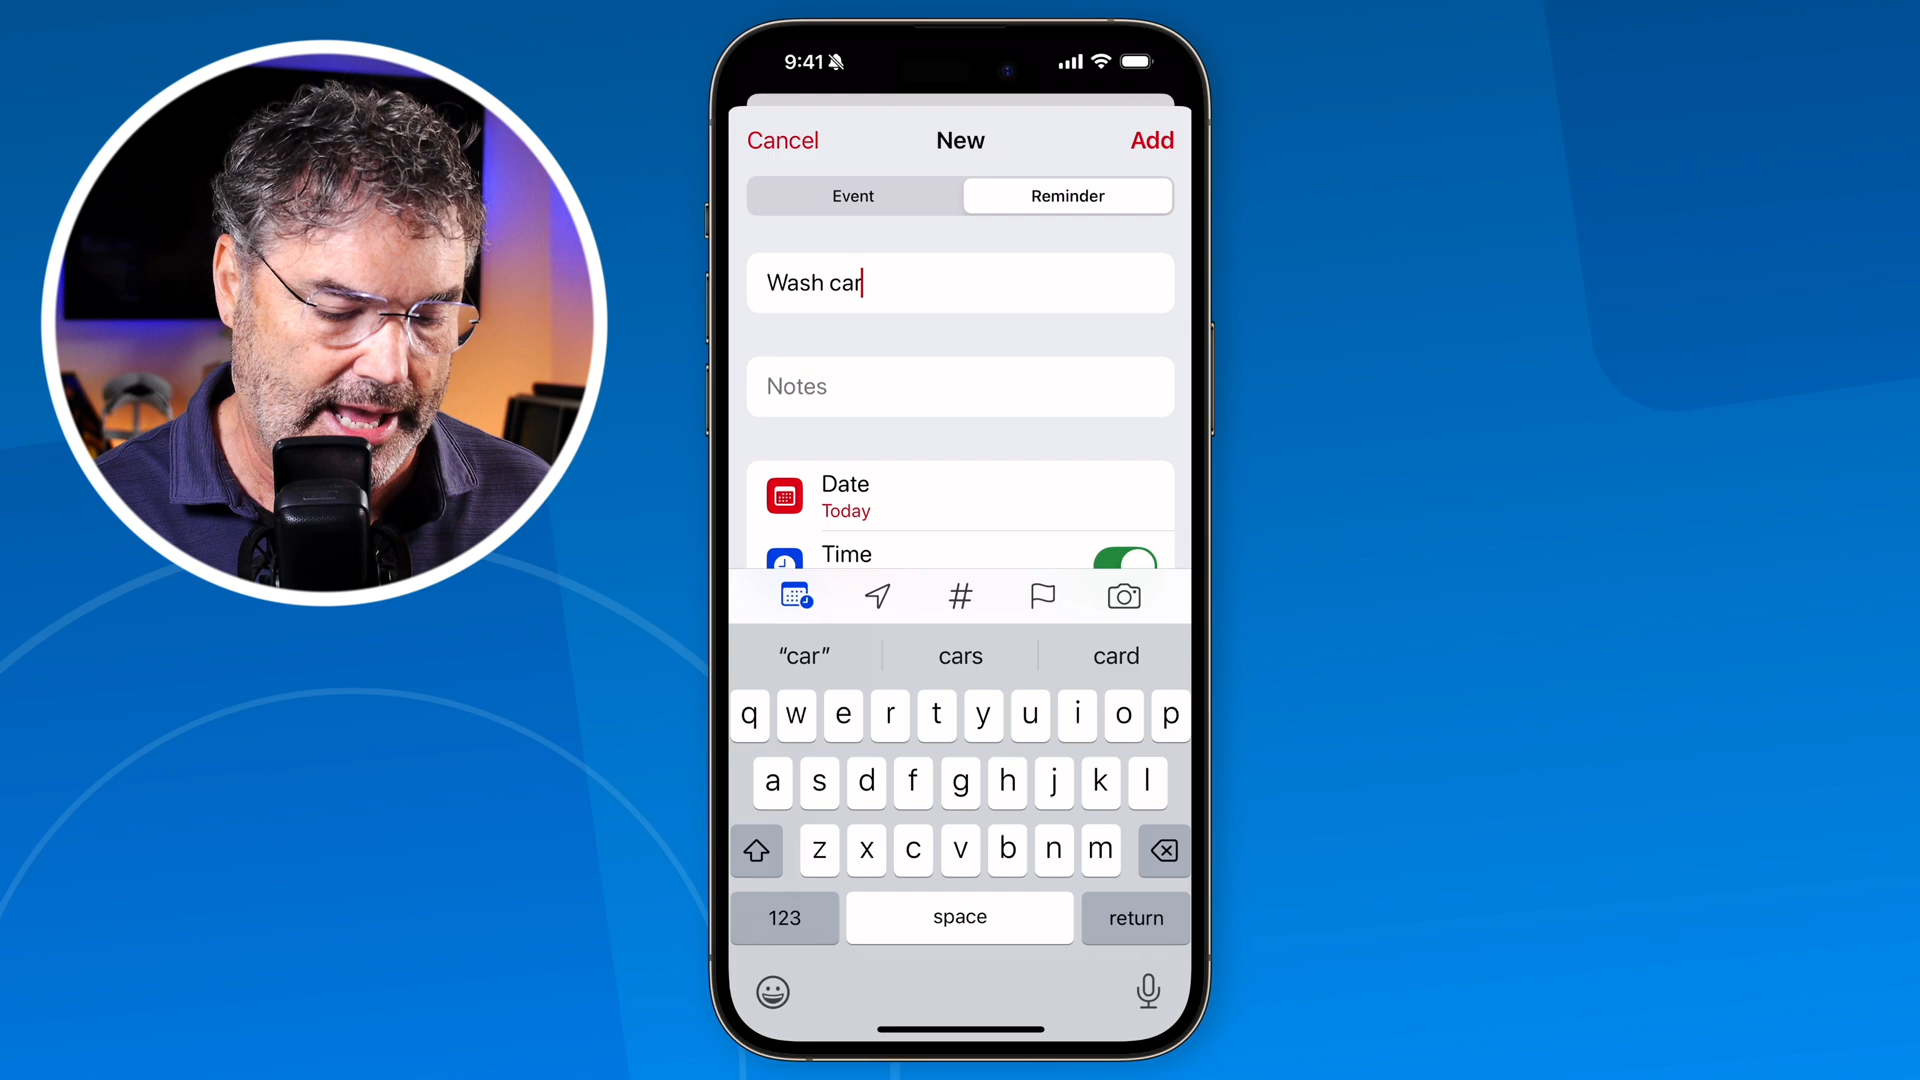 9:41
Cancel New Add
Event Reminder
Wash car
Notes
Date
Today
Time
#
“car” cars card
q w e r t y u i o p
a s d f g h j k l
z x c v b n m
123 space return